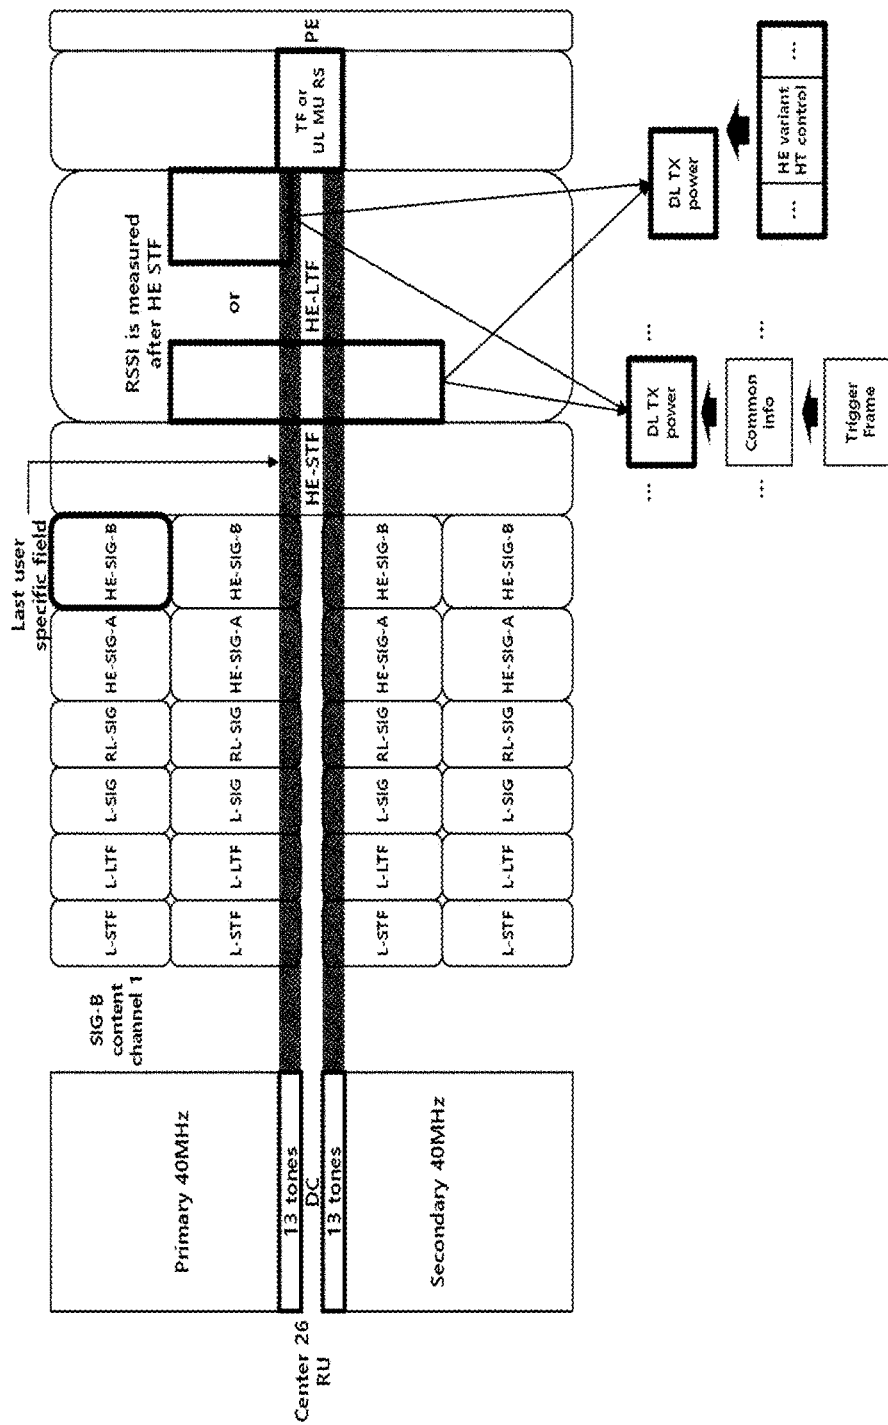 Center 26
RU
Primary 40MHz
13 tones
DC
13 tones
Secondary 40MHz
SIG-B
content
channel 1
L-STF
L-LTF
L-SIG
RL-SIG
HE-SIG-A
HE-SIG-B
L-STF
L-LTF
L-SIG
RL-SIG
HE-SIG-A
HE-SIG-B
L-STF
L-LTF
L-SIG
RL-SIG
HE-SIG-A
HE-SIG-B
L-STF
L-LTF
L-SIG
RL-SIG
HE-SIG-A
HE-SIG-B
Last user
specific field
HE-STF
RSSI is measured
after HE STF
or
HE-LTF
TF or
UL MU RS
PE
...
DL TX
power
...
DL TX
power
...
Common
info
...
...
HE variant
HT control
...
Trigger
Frame